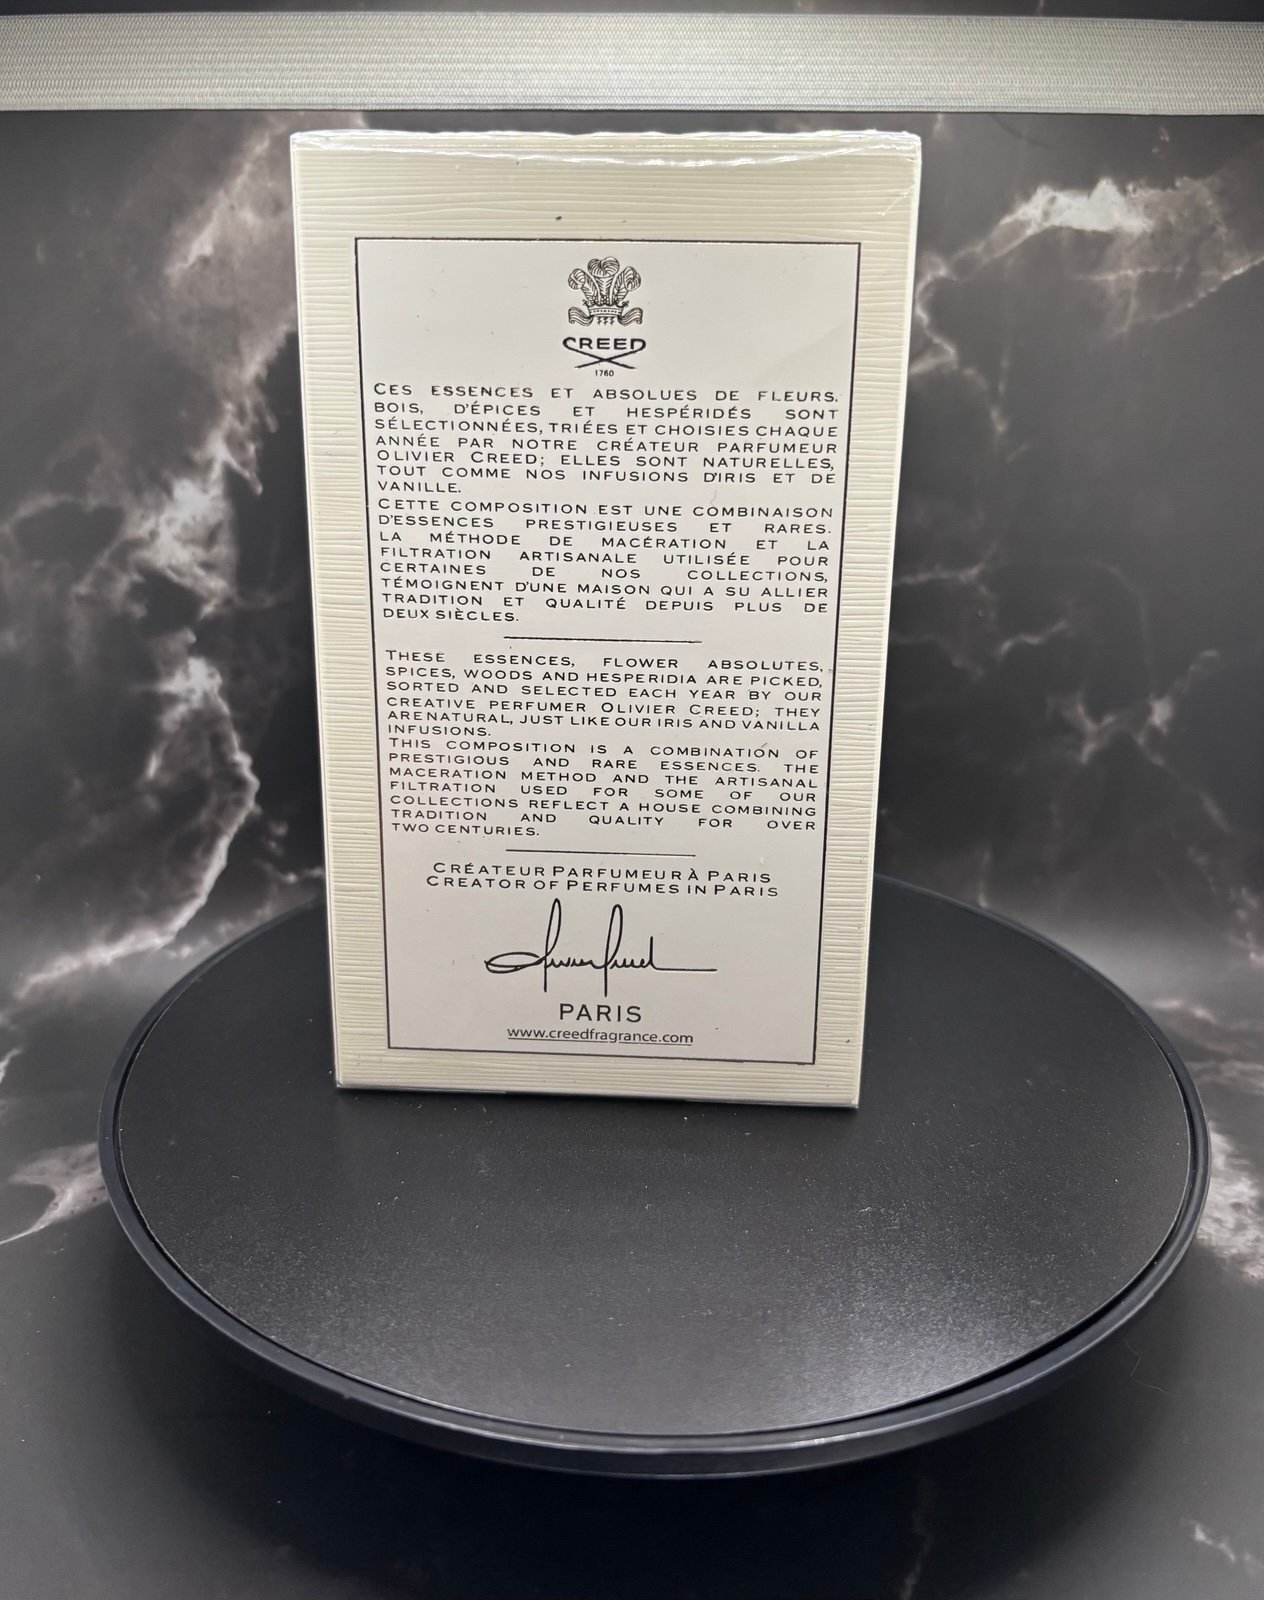 CREED
1760
CES ESSENCES ET ABSOLUES DE FLEURS,
BOIS, D'ÉPICES ET HESPÉRIDÉS SONT
SÉLECTIONNÉES, TRIÉES ET CHOISIES CHAQUE
ANNÉE PAR NOTRE CRÉATEUR PARFUMEUR
OLIVIER CREED; ELLES SONT NATURELLES,
TOUT COMME NOS INFUSIONS D'IRIS ET DE
VANILLE.
CETTE COMPOSITION EST UNE COMBINAISON
D'ESSENCES PRESTIGIEUSES ET RARES.
LA MÉTHODE DE MACÉRATION ET LA
FILTRATION ARTISANALE UTILISÉE POUR
CERTAINES DE NOS COLLECTIONS,
TÉMOIGNENT D'UNE MAISON QUI A SU ALLIER
TRADITION ET QUALITÉ DEPUIS PLUS DE
DEUX SIÈCLES.
THESE ESSENCES, FLOWER ABSOLUTES,
SPICES, WOODS AND HESPERIDIA ARE PICKED,
SORTED AND SELECTED EACH YEAR BY OUR
CREATIVE PERFUMER OLIVIER CREED; THEY
ARE NATURAL, JUST LIKE OUR IRIS AND VANILLA
INFUSIONS.
THIS COMPOSITION IS A COMBINATION OF
PRESTIGIOUS AND RARE ESSENCES. THE
MACERATION METHOD AND THE ARTISANAL
FILTRATION USED FOR SOME OF OUR
COLLECTIONS REFLECT A HOUSE COMBINING
TRADITION AND QUALITY FOR OVER
TWO CENTURIES.
CRÉATEUR PARFUMEUR À PARIS
CREATOR OF PERFUMES IN PARIS
Olivier Creed
PARIS
www.creedfragrance.com